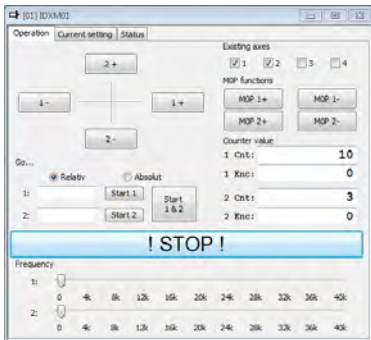 [01] IDXM01
Operation Current setting Status
2 +
1 -
1 +
2 -
Existing axes
1 2 3 4
MOP functions
MOP 1+ MOP 1-
MOP 2+ MOP 2-
Counter value
1 Cnt: 10
1 Enc: 0
2 Cnt: 3
2 Enc: 0
Go...
Relativ Absolut
1: Start 1
2: Start 2
Start
1 & 2
! STOP !
Frequency
1:
0 4k 8k 12k 16k 20k 24k 28k 32k 36k 40k
2:
0 4k 8k 12k 16k 20k 24k 28k 32k 36k 40k